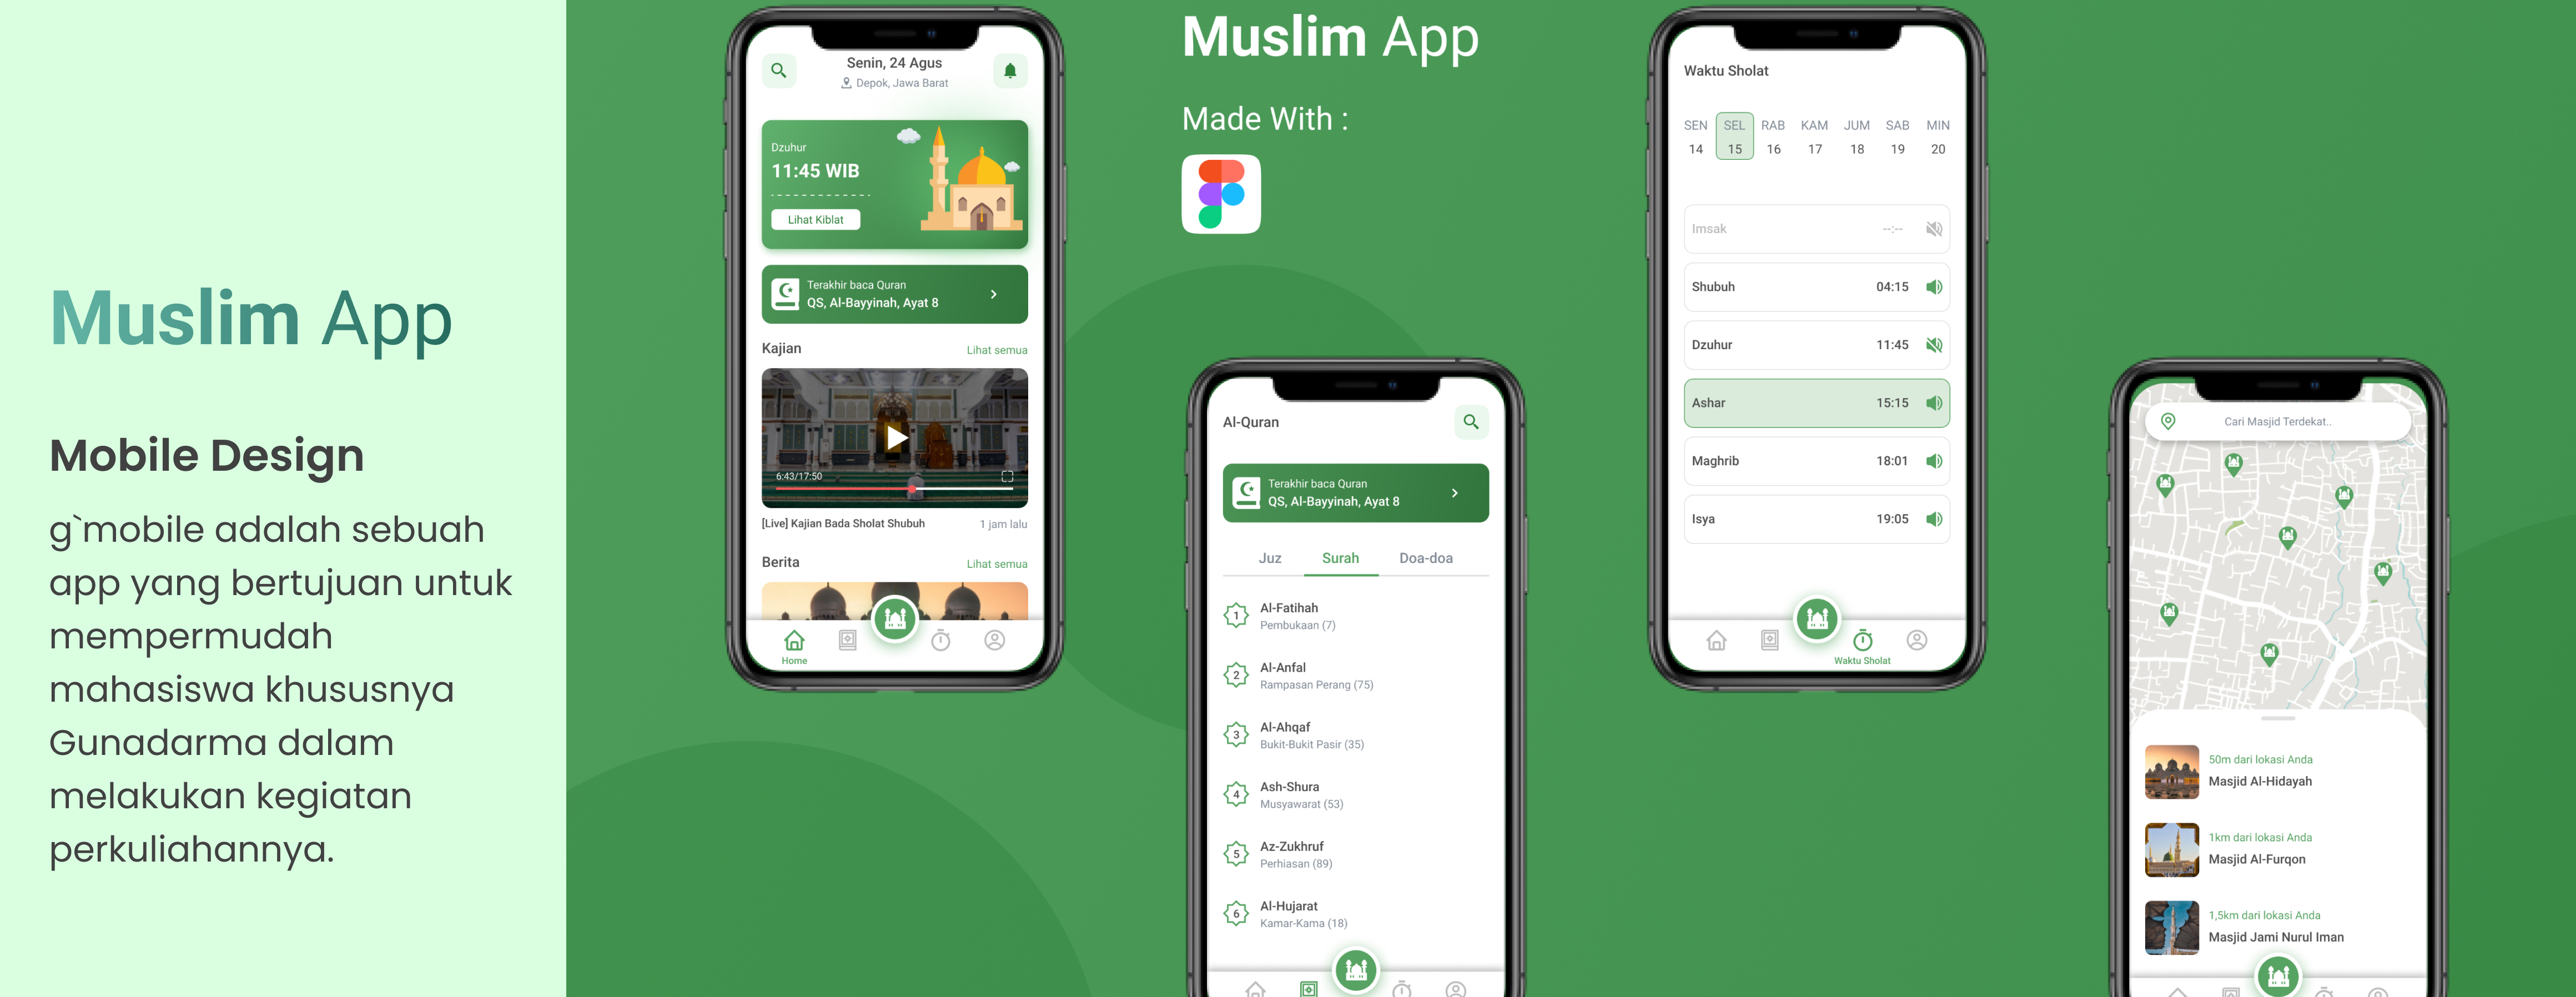 Muslim App
Mobile Design
g`mobile adalah sebuah
app yang bertujuan untuk
mempermudah
mahasiswa khususnya
Gunadarma dalam
melakukan kegiatan
perkuliahannya.
Senin, 24 Agus
Depok, Jawa Barat
Dzuhur
11:45 WIB
Lihat Kiblat
Terakhir baca Quran
QS, Al-Bayyinah, Ayat 8
Kajian
Lihat semua
6:43/17:50
[Live] Kajian Bada Sholat Shubuh
1 jam lalu
Berita
Lihat semua
Home
Muslim App
Made With :
Al-Quran
Terakhir baca Quran
QS, Al-Bayyinah, Ayat 8
Juz Surah Doa-doa
1 Al-Fatihah
Pembukaan (7)
2 Al-Anfal
Rampasan Perang (75)
3 Al-Ahqaf
Bukit-Bukit Pasir (35)
4 Ash-Shura
Musyawarat (53)
5 Az-Zukhruf
Perhiasan (89)
6 Al-Hujarat
Kamar-Kama (18)
Waktu Sholat
SEN SEL RAB KAM JUM SAB MIN
14 15 16 17 18 19 20
Imsak --:--
Shubuh 04:15
Dzuhur 11:45
Ashar 15:15
Maghrib 18:01
Isya 19:05
Waktu Sholat
Cari Masjid Terdekat..
50m dari lokasi Anda
Masjid Al-Hidayah
1km dari lokasi Anda
Masjid Al-Furqon
1,5km dari lokasi Anda
Masjid Jami Nurul Iman